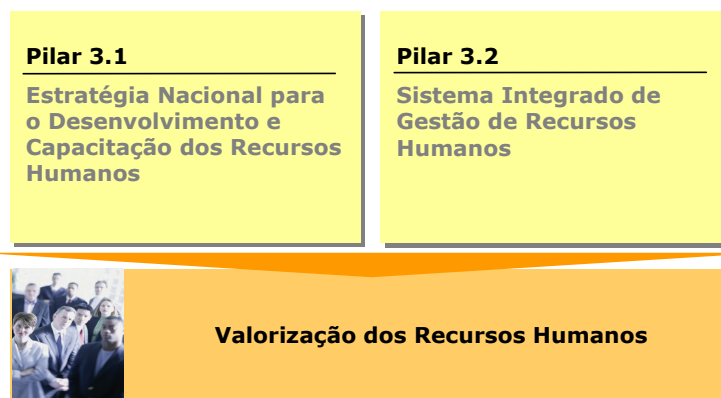 Pilar 3.1
Estratégia Nacional para
o Desenvolvimento e
Capacitação dos Recursos
Humanos
Pilar 3.2
Sistema Integrado de
Gestão de Recursos
Humanos
Valorização dos Recursos Humanos